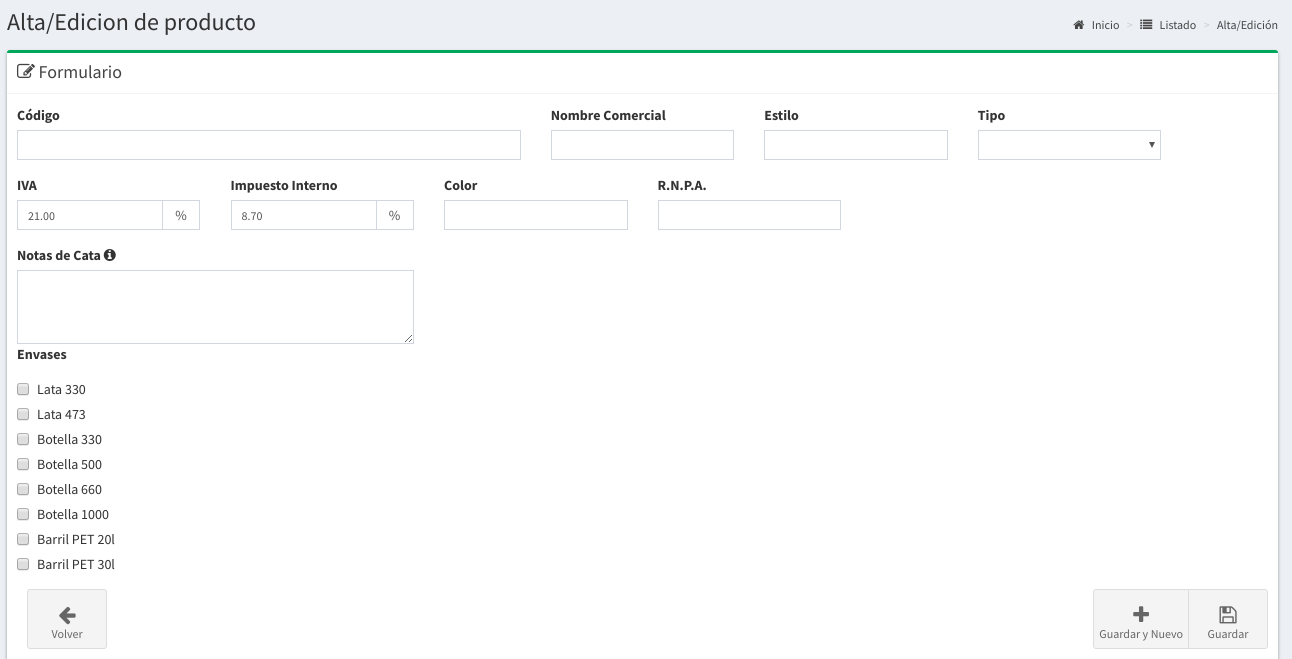 Alta/Edicion de producto
Inicio > Listado > Alta/Edición
Formulario
Código Nombre Comercial Estilo Tipo
IVA Impuesto Interno Color R.N.P.A.
21.00 % 8.70 %
Notas de Cata
Envases
Lata 330
Lata 473
Botella 330
Botella 500
Botella 660
Botella 1000
Barril PET 20l
Barril PET 30l
Volver Guardar y Nuevo Guardar